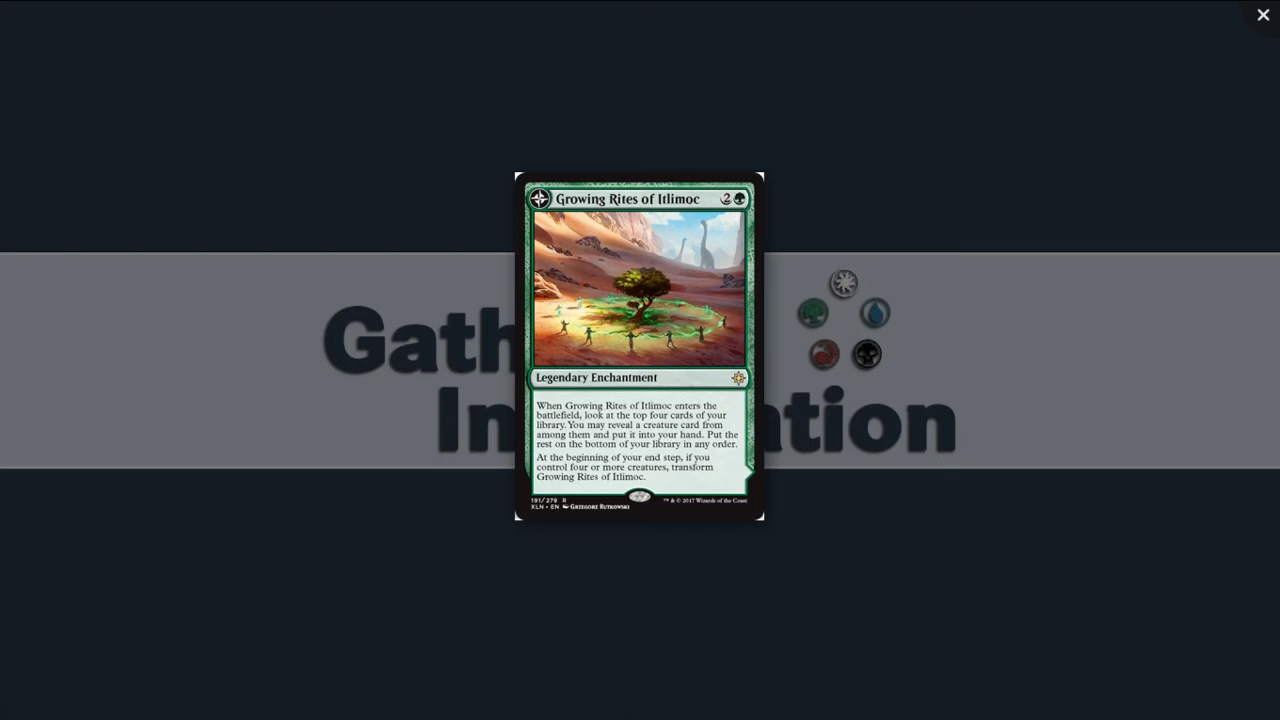 Growing Rites of Itlimoc 2
Gath
Legendary Enchantment
In ation
When Growing Rites of Itlimoc enters the
battlefield, look at the top four cards of your
library. You may reveal a creature card from
among them and put it into your hand. Put the
rest on the bottom of your library in any order.
At the beginning of your end step, if you
control four or more creatures, transform
Growing Rites of Itlimoc.
191/279 R
XLN • EN Grzegorz Rutkowski
™ & © 2017 Wizards of the Coast